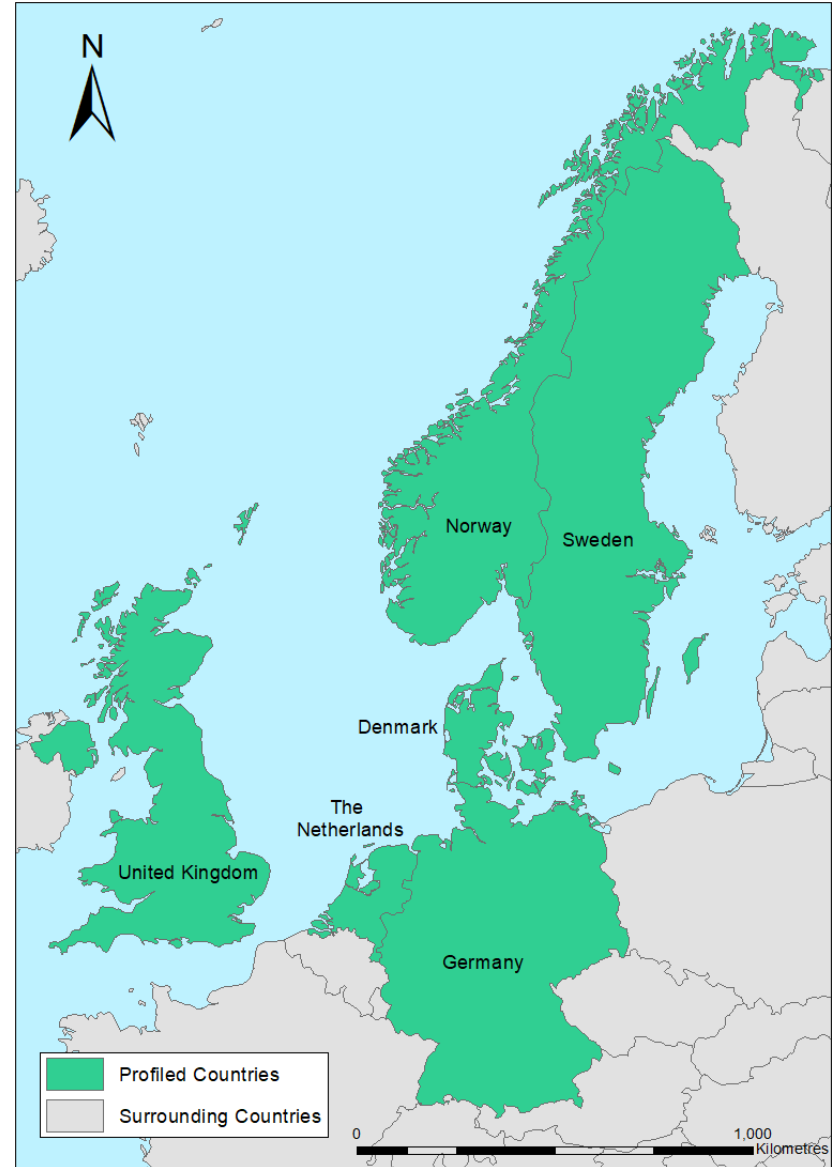 N
Norway
Sweden
Denmark
The
Netherlands
United Kingdom
Germany
Profiled Countries
Surrounding Countries
0
1,000
Kilometres